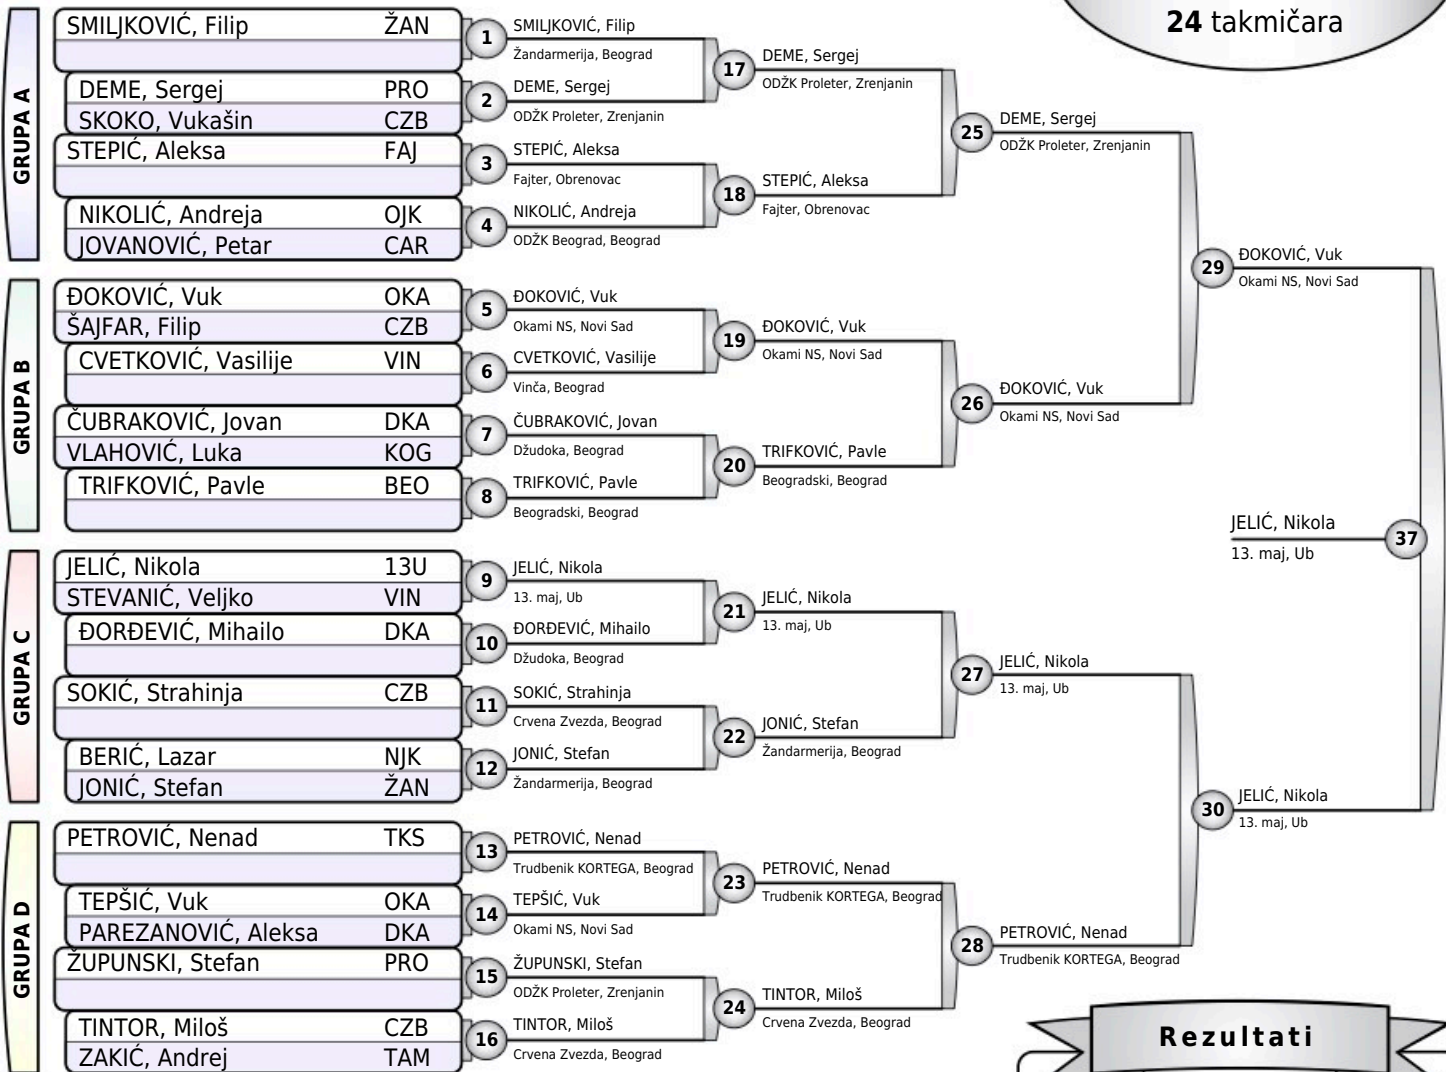 24 takmičara
GRUPA A
SMILJKOVIĆ, Filip ŽAN
DEME, Sergej PRO
SKOKO, Vukašin CZB
STEPIĆ, Aleksa FAJ
NIKOLIĆ, Andreja OJK
JOVANOVIĆ, Petar CAR
GRUPA B
ĐOKOVIĆ, Vuk OKA
ŠAJFAR, Filip CZB
CVETKOVIĆ, Vasilije VIN
ČUBRAKOVIĆ, Jovan DKA
VLAHOVIĆ, Luka KOG
TRIFKOVIĆ, Pavle BEO
GRUPA C
JELIĆ, Nikola 13U
STEVANIĆ, Veljko VIN
ĐORĐEVIĆ, Mihailo DKA
SOKIĆ, Strahinja CZB
BERIĆ, Lazar NJK
JONIĆ, Stefan ŽAN
GRUPA D
PETROVIĆ, Nenad TKS
TEPŠIĆ, Vuk OKA
PAREZANOVIĆ, Aleksa DKA
ŽUPUNSKI, Stefan PRO
TINTOR, Miloš CZB
ZAKIĆ, Andrej TAM
1 SMILJKOVIĆ, Filip
Žandarmerija, Beograd
2 DEME, Sergej
ODŽK Proleter, Zrenjanin
3 STEPIĆ, Aleksa
Fajter, Obrenovac
4 NIKOLIĆ, Andreja
ODŽK Beograd, Beograd
5 ĐOKOVIĆ, Vuk
Okami NS, Novi Sad
6 CVETKOVIĆ, Vasilije
Vinča, Beograd
7 ČUBRAKOVIĆ, Jovan
Džudoka, Beograd
8 TRIFKOVIĆ, Pavle
Beogradski, Beograd
9 JELIĆ, Nikola
13. maj, Ub
10 ĐORĐEVIĆ, Mihailo
Džudoka, Beograd
11 SOKIĆ, Strahinja
Crvena Zvezda, Beograd
12 JONIĆ, Stefan
Žandarmerija, Beograd
13 PETROVIĆ, Nenad
Trudbenik KORTEGA, Beograd
14 TEPŠIĆ, Vuk
Okami NS, Novi Sad
15 ŽUPUNSKI, Stefan
ODŽK Proleter, Zrenjanin
16 TINTOR, Miloš
Crvena Zvezda, Beograd
17 DEME, Sergej
ODŽK Proleter, Zrenjanin
18 STEPIĆ, Aleksa
Fajter, Obrenovac
19 ĐOKOVIĆ, Vuk
Okami NS, Novi Sad
20 TRIFKOVIĆ, Pavle
Beogradski, Beograd
21 JELIĆ, Nikola
13. maj, Ub
22 JONIĆ, Stefan
Žandarmerija, Beograd
23 PETROVIĆ, Nenad
Trudbenik KORTEGA, Beograd
24 TINTOR, Miloš
Crvena Zvezda, Beograd
25 DEME, Sergej
ODŽK Proleter, Zrenjanin
26 ĐOKOVIĆ, Vuk
Okami NS, Novi Sad
27 JELIĆ, Nikola
13. maj, Ub
28 PETROVIĆ, Nenad
Trudbenik KORTEGA, Beograd
29 ĐOKOVIĆ, Vuk
Okami NS, Novi Sad
30 JELIĆ, Nikola
13. maj, Ub
JELIĆ, Nikola 37
13. maj, Ub
Rezultati